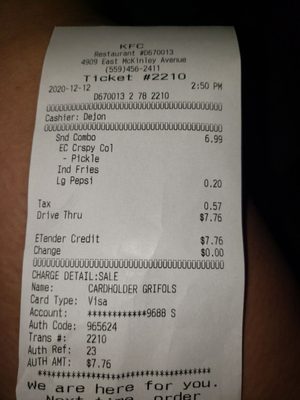 KFC
Restaurant #D670013
4909 East McKinley Avenue
(559)456-2411
Ticket #2210
2020-12-12 2:50 PM
D670013 2 7B 2210
Cashier: Dejon
Snd Combo 6.99
EC Crspy Col
- Pickle
Ind Fries
Lg Pepsi 0.20
Tax 0.57
Drive Thru $7.76
ETender Credit $7.76
Change $0.00
CHARGE DETAIL:SALE
Name: CARDHOLDER GRIFOLS
Card Type: Visa
Account: ************9688 S
Auth Code: 965624
Trans #: 2210
Auth Ref: 23
AUTH AMT: $7.76
We are here for you.
Next time, order